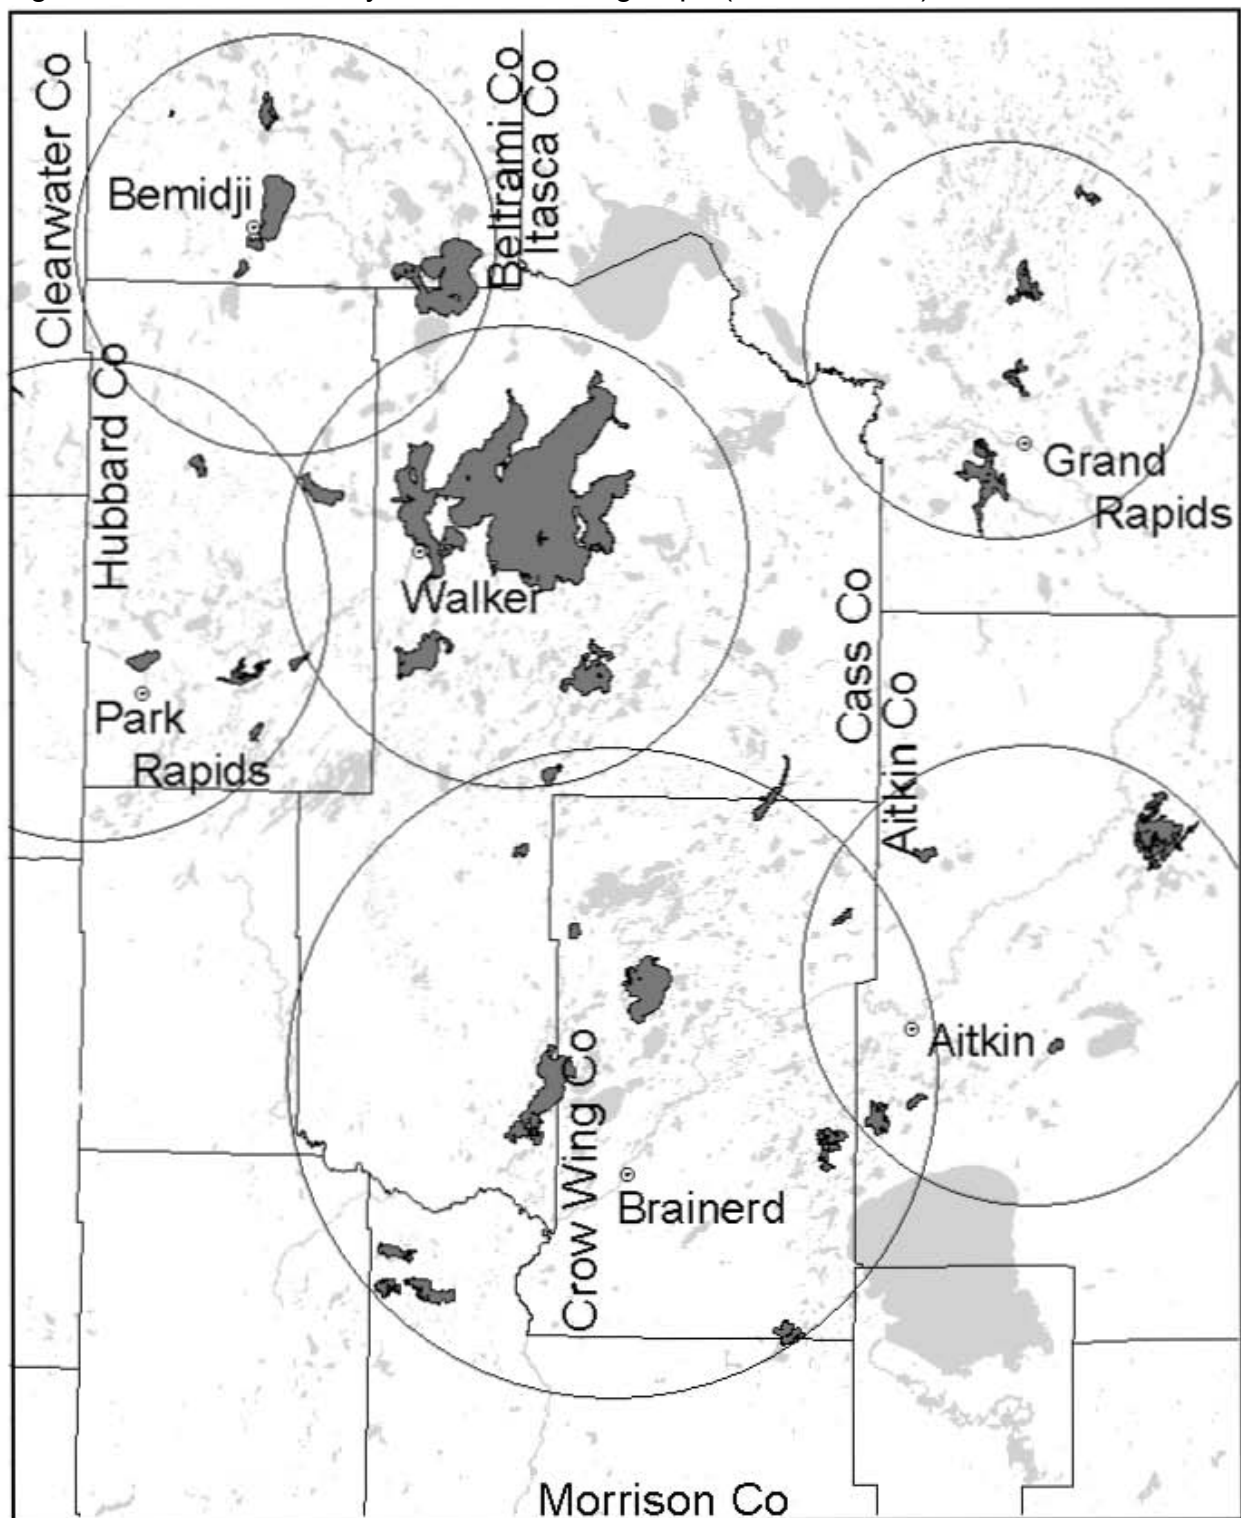 Clearwater Co
Beltrami Co
Itasca Co
Bemidji
Hubbard Co
Grand
Rapids
Walker
Cass Co
Park
Rapids
Aitkin Co
Aitkin
Crow Wing Co
Brainerd
Morrison Co